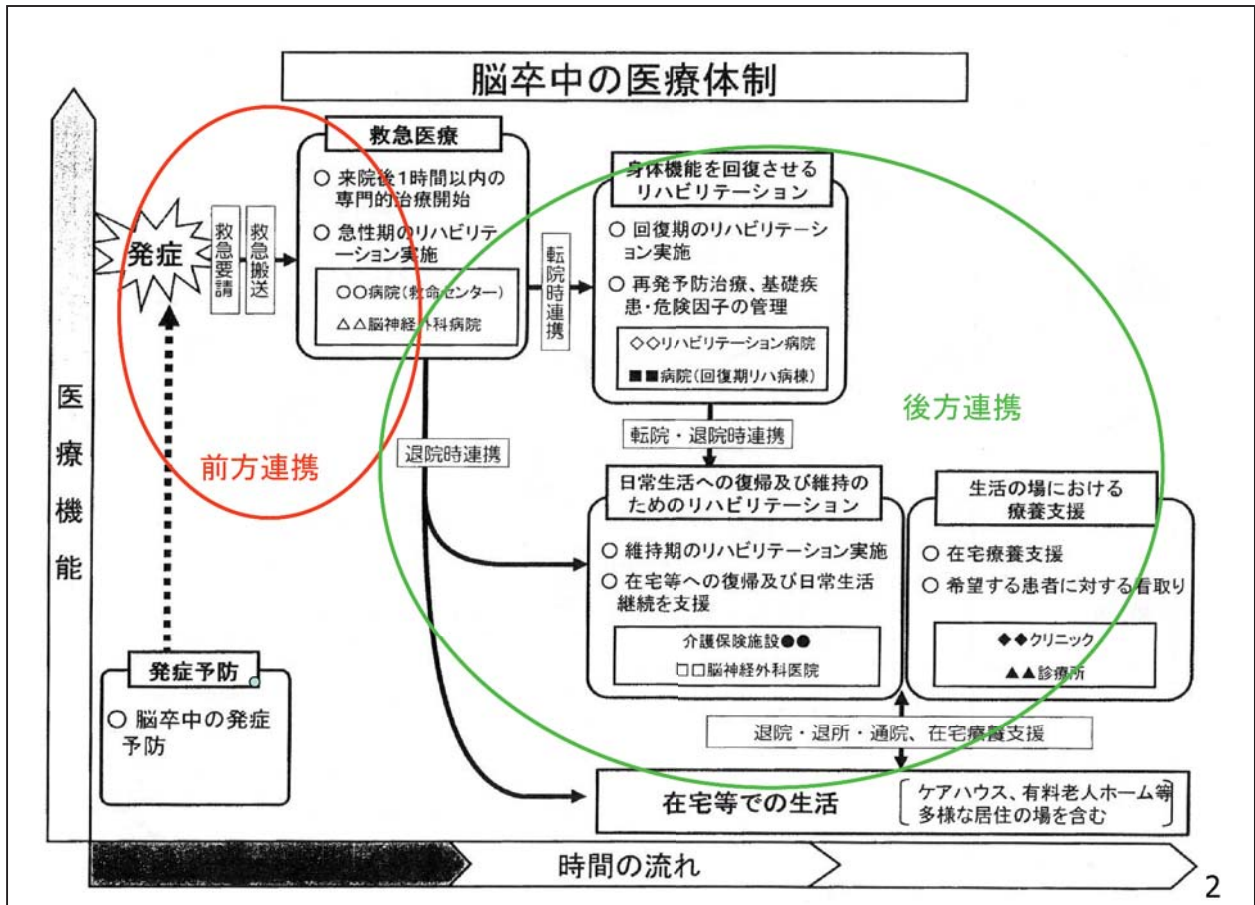 脳卒中の医療体制
救急医療
○ 来院後1時間以内の
専門的治療開始
○ 急性期のリハビリテ
ーション実施
○○病院(救命センター)
△△脳神経外科病院
身体機能を回復させる
リハビリテーション
○ 回復期のリハビリテーシ
ョン実施
○ 再発予防治療、基礎疾
患・危険因子の管理
◇◇リハビリテーション病院
■■病院(回復期リハ病棟)
発症
救急要請
救急搬送
転院時連携
医療機能
前方連携
後方連携
退院時連携
転院・退院時連携
日常生活への復帰及び維持の
ためのリハビリテーション
○ 維持期のリハビリテーション実施
○ 在宅等への復帰及び日常生活
継続を支援
介護保険施設●●
□□脳神経外科医院
生活の場における
療養支援
○ 在宅療養支援
○ 希望する患者に対する看取り
◆◆クリニック
▲▲診療所
発症予防
○ 脳卒中の発症
予防
退院・退所・通院、在宅療養支援
在宅等での生活
ケアハウス、有料老人ホーム等
多様な居住の場を含む
時間の流れ
2